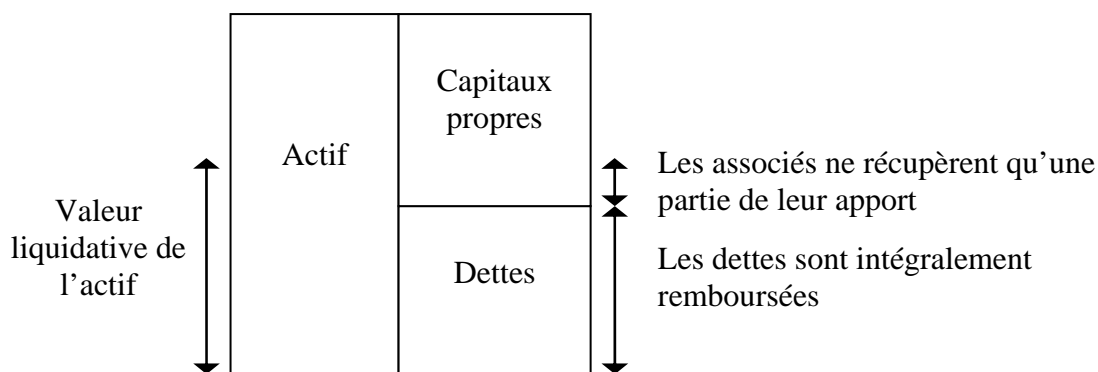 Capitaux
propres
Actif
Les associés ne récupèrent qu’une
partie de leur apport
Valeur
liquidative de
l’actif
Dettes
Les dettes sont intégralement
remboursées